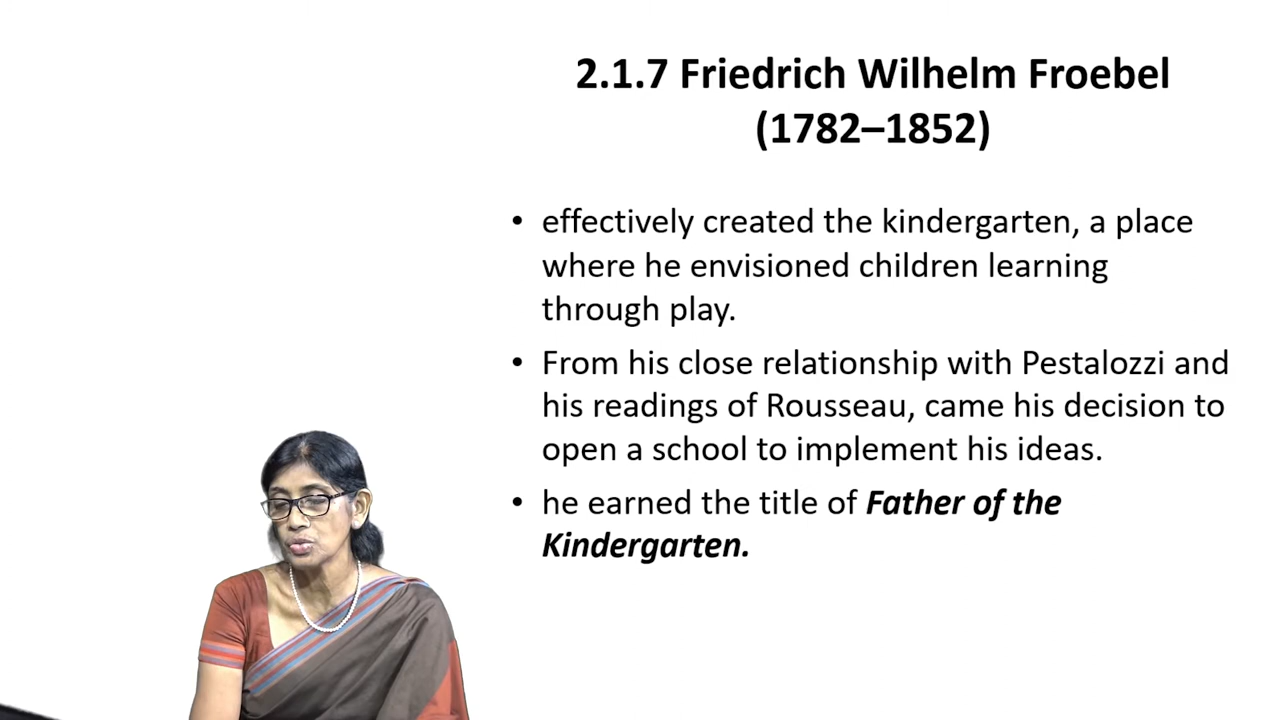 2.1.7 Friedrich Wilhelm Froebel
(1782–1852)
• effectively created the kindergarten, a place
where he envisioned children learning
through play.
• From his close relationship with Pestalozzi and
his readings of Rousseau, came his decision to
open a school to implement his ideas.
• he earned the title of Father of the
Kindergarten.